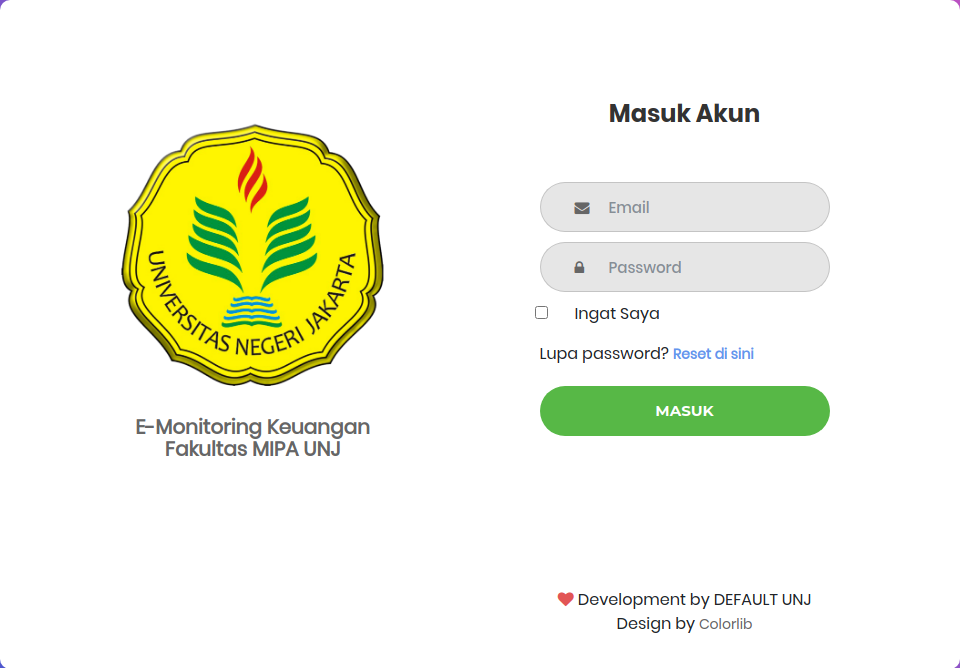 UNIVERSITAS NEGERI JAKARTA
E-Monitoring Keuangan
Fakultas MIPA UNJ
Masuk Akun
Email
Password
Ingat Saya
Lupa password? Reset di sini
MASUK
Development by DEFAULT UNJ
Design by Colorlib